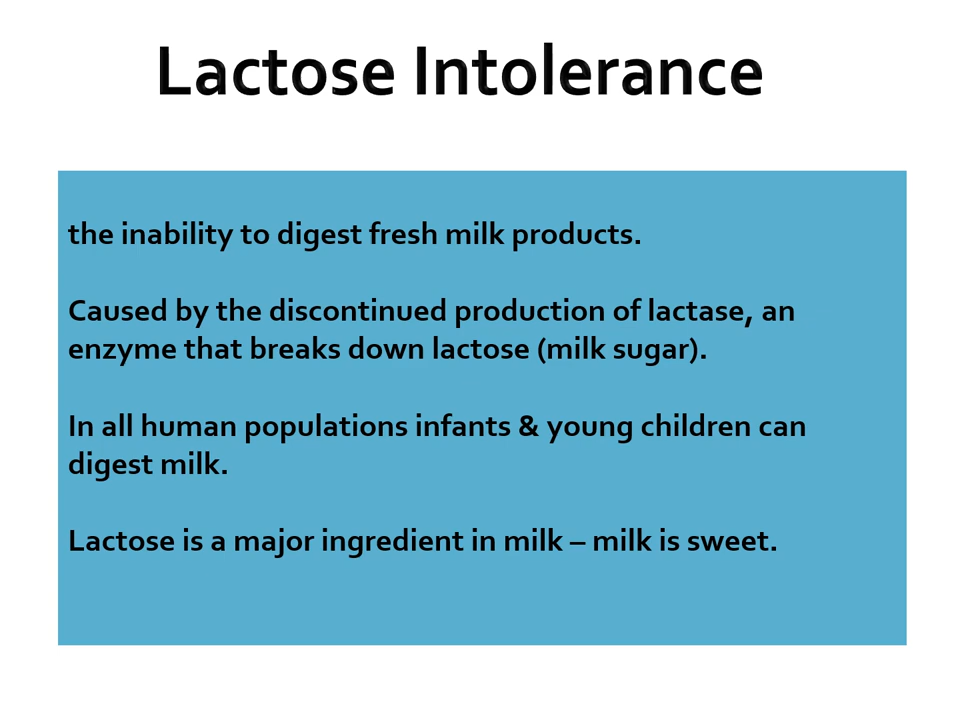 Lactose Intolerance
the inability to digest fresh milk products.
Caused by the discontinued production of lactase, an
enzyme that breaks down lactose (milk sugar).
In all human populations infants & young children can
digest milk.
Lactose is a major ingredient in milk – milk is sweet.